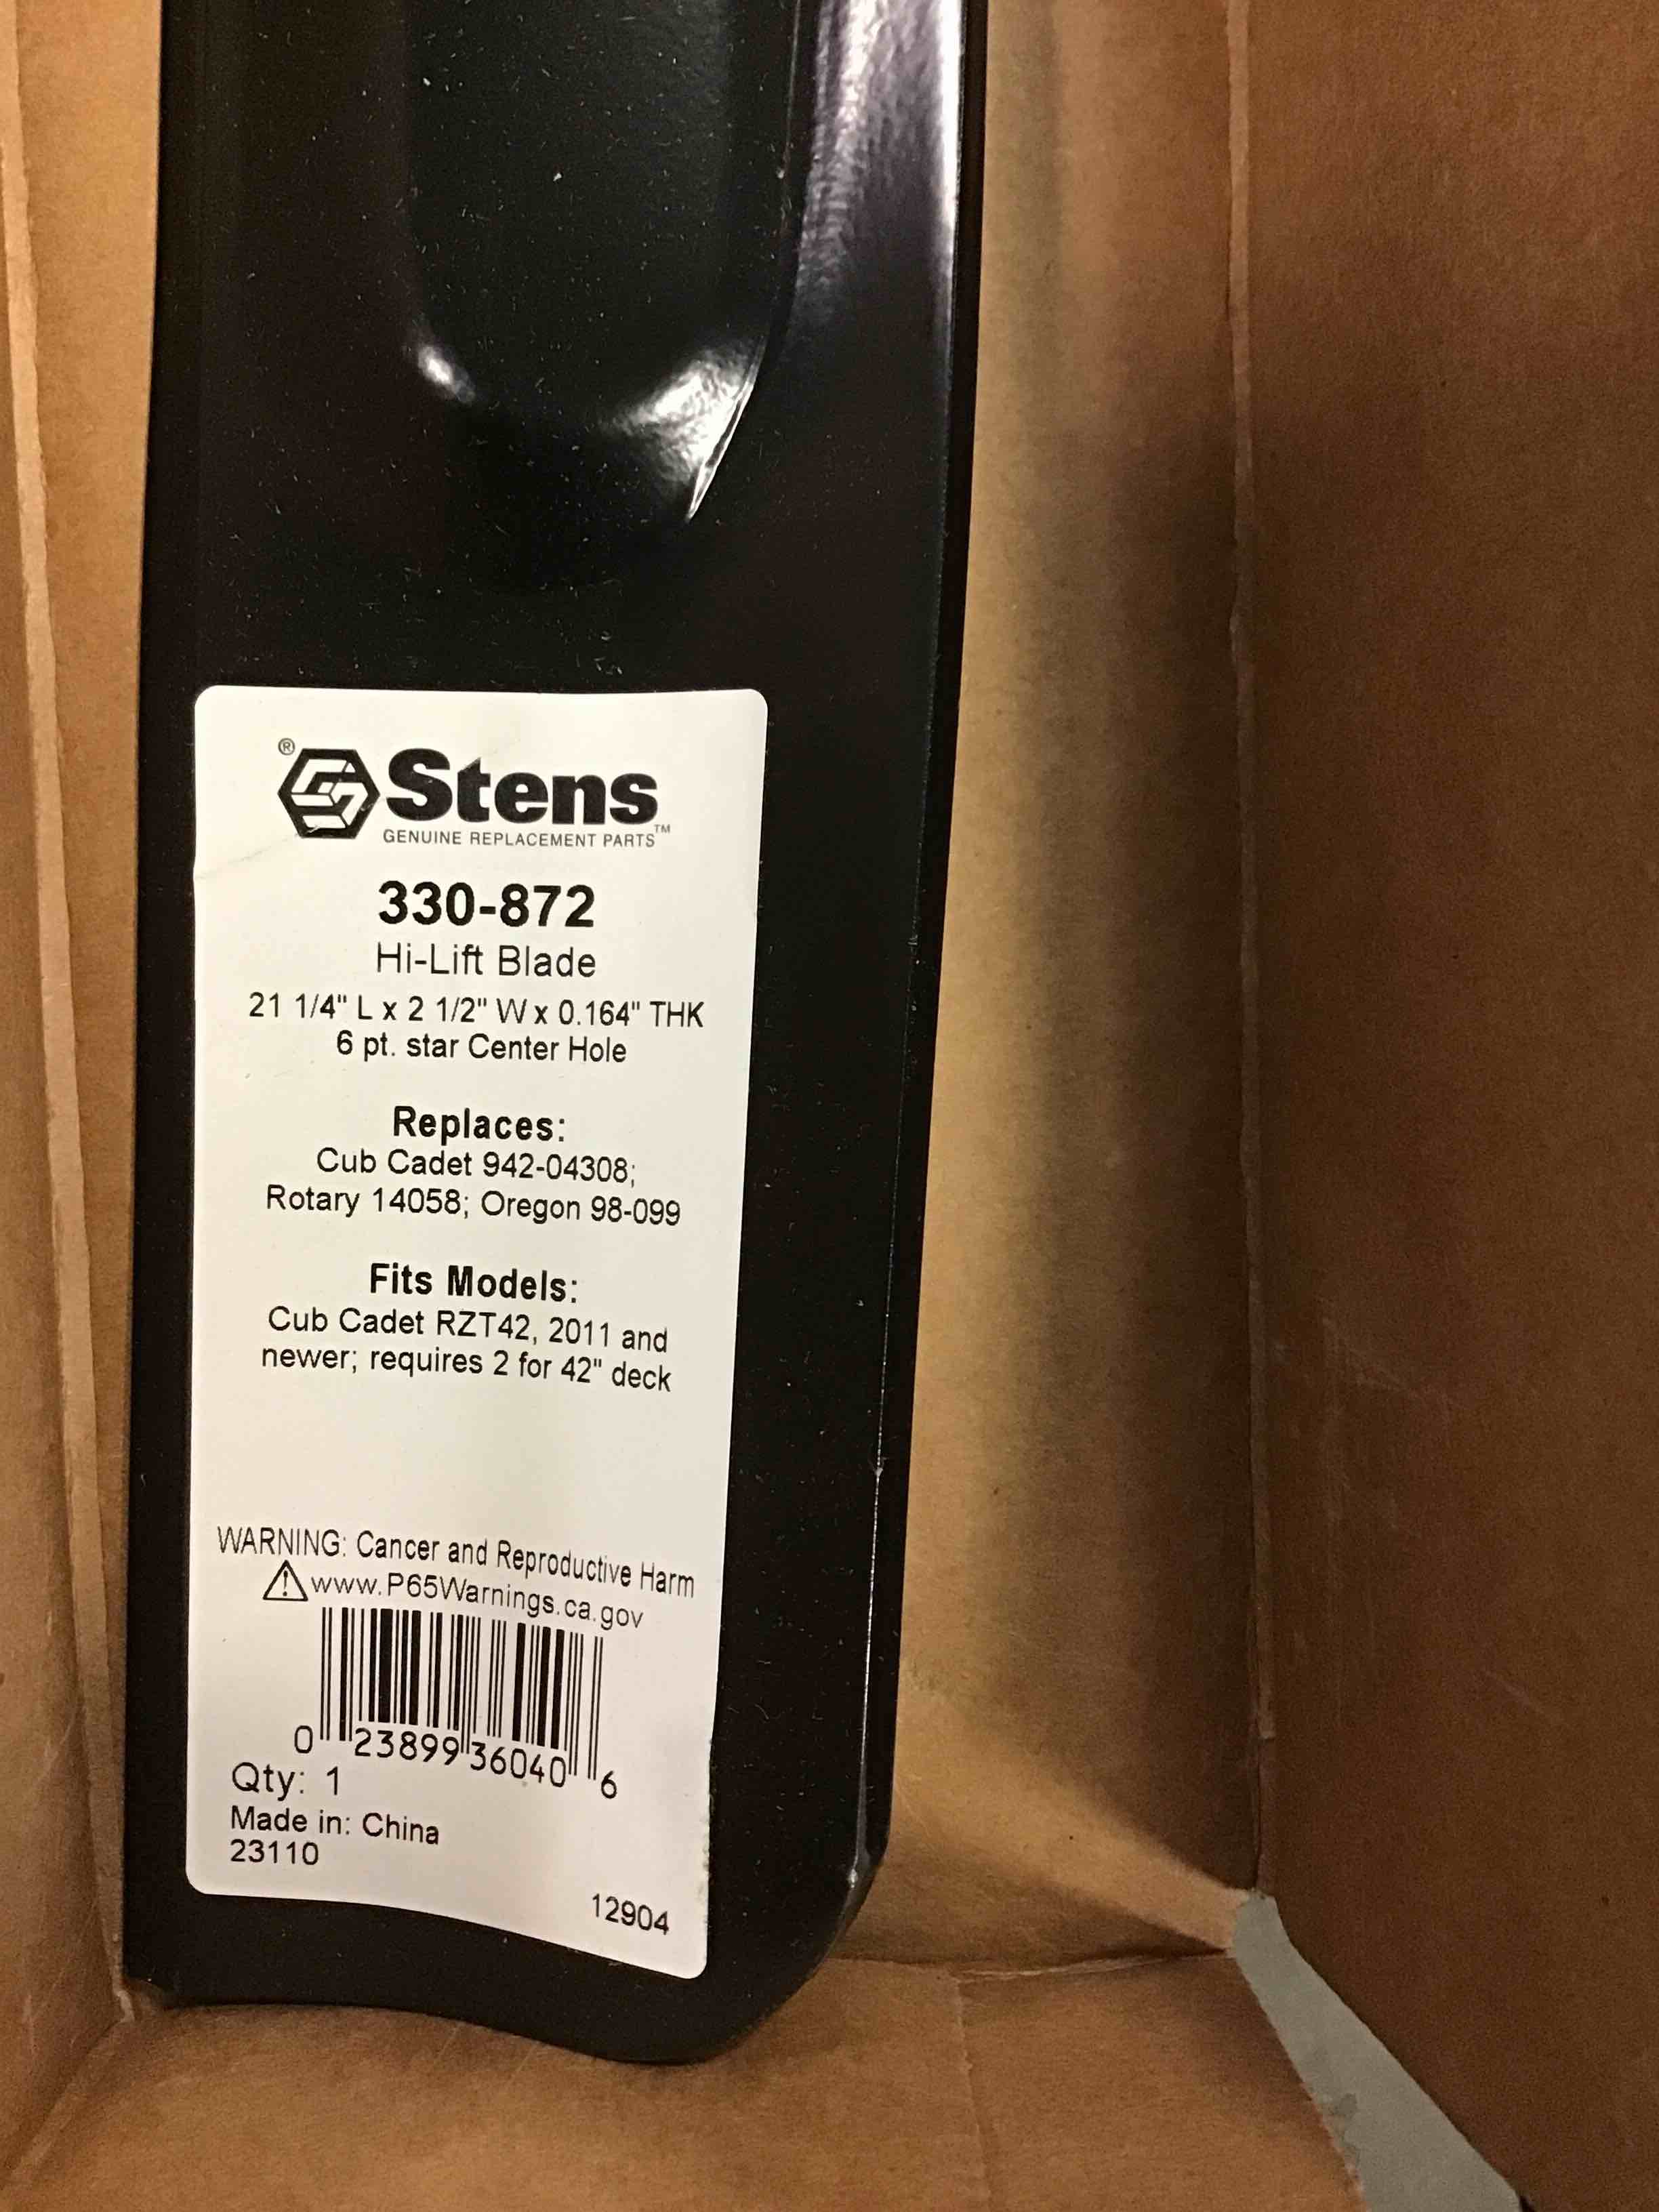 ® Stens
GENUINE REPLACEMENT PARTS™
330-872
Hi-Lift Blade
21 1/4" L x 2 1/2" W x 0.164" THK
6 pt. star Center Hole
Replaces:
Cub Cadet 942-04308;
Rotary 14058; Oregon 98-099
Fits Models:
Cub Cadet RZT42, 2011 and
newer; requires 2 for 42" deck
WARNING: Cancer and Reproductive Harm
www.P65Warnings.ca.gov
0 23899 36040 6
Qty: 1
Made in: China
23110
12904